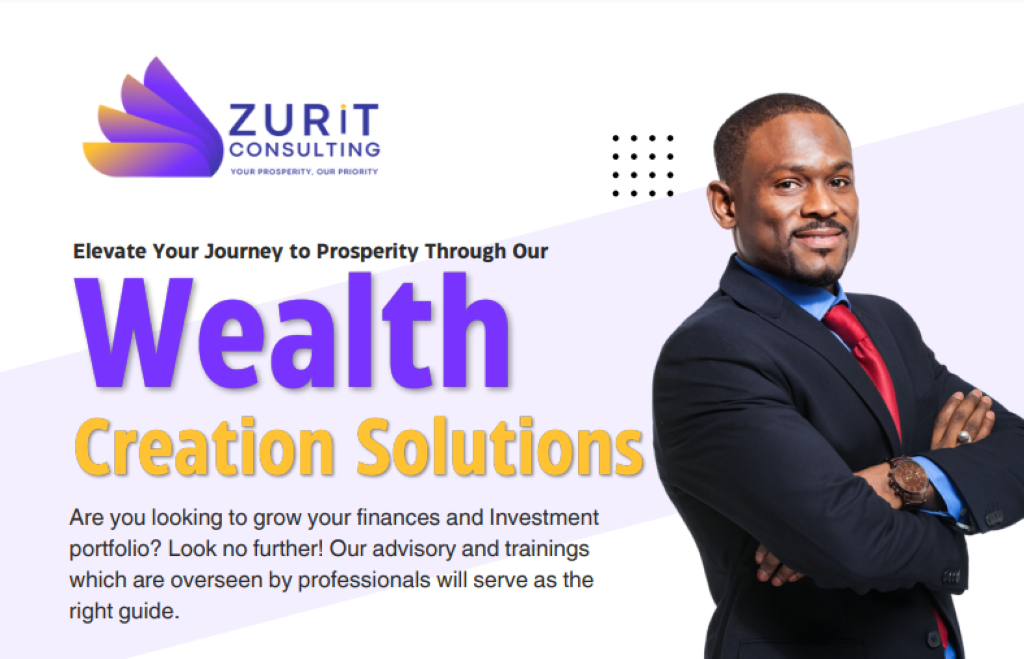 ZURiT
CONSULTING
YOUR PROSPERITY, OUR PRIORITY
Elevate Your Journey to Prosperity Through Our
Wealth
Creation Solutions
Are you looking to grow your finances and Investment
portfolio? Look no further! Our advisory and trainings
which are overseen by professionals will serve as the
right guide.